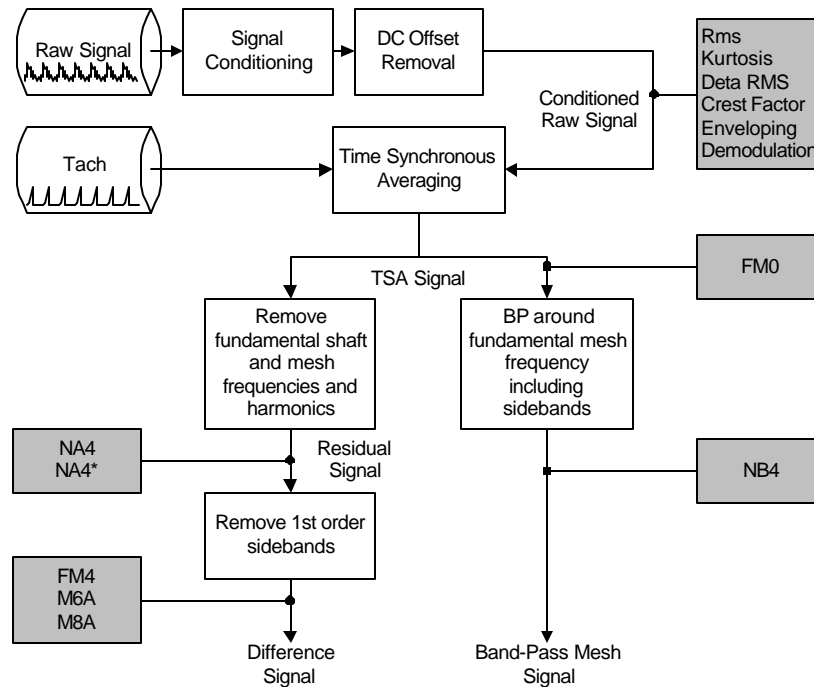 Raw Signal
Signal
Conditioning
DC Offset
Removal
Rms
Kurtosis
Deta RMS
Crest Factor
Enveloping
Demodulation
Conditioned
Raw Signal
Tach
Time Synchronous
Averaging
TSA Signal
FM0
Remove
fundamental shaft
and mesh
frequencies and
harmonics
BP around
fundamental mesh
frequency
including
sidebands
NA4
NA4*
Residual
Signal
NB4
Remove 1st order
sidebands
FM4
M6A
M8A
Difference
Signal
Band-Pass Mesh
Signal